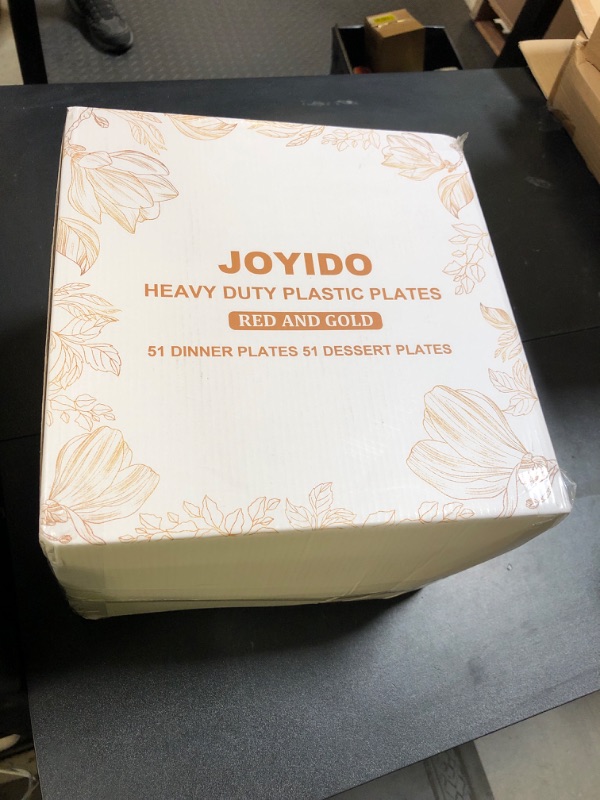 JOYIDO
HEAVY DUTY PLASTIC PLATES
RED AND GOLD
51 DINNER PLATES 51 DESSERT PLATES